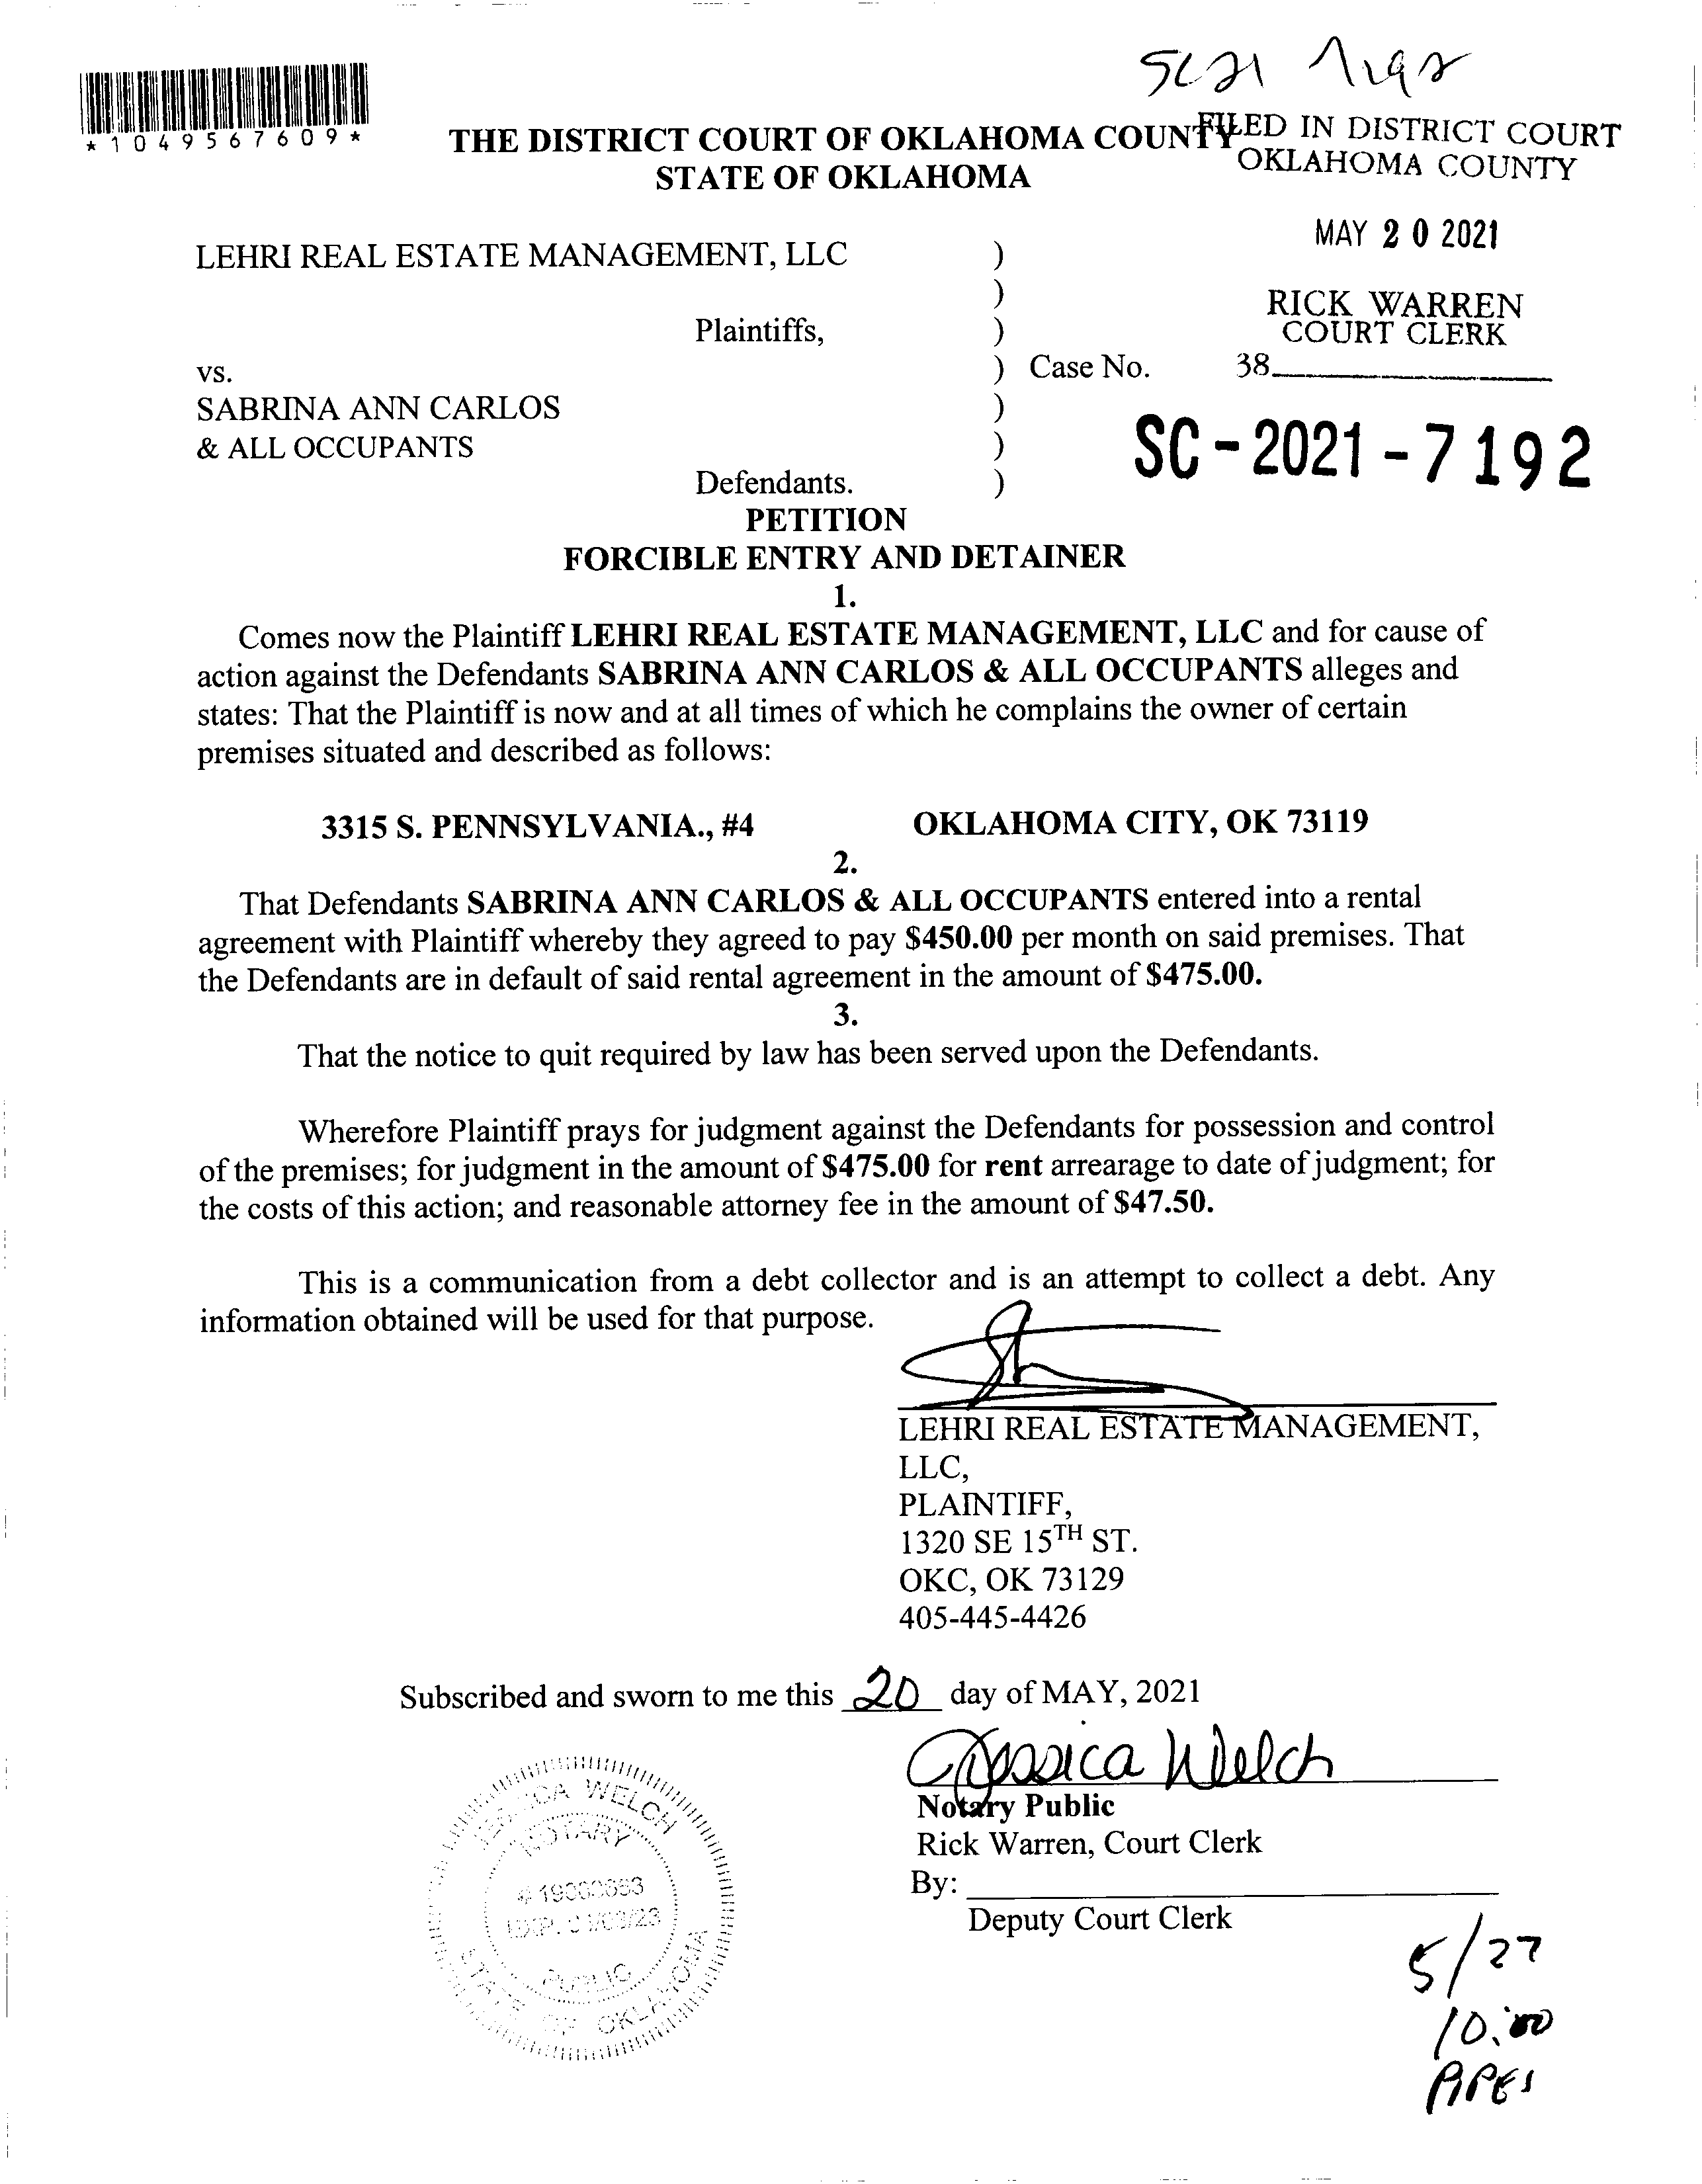 *1049567609*
SC21 7192
THE DISTRICT COURT OF OKLAHOMA COUNTY
STATE OF OKLAHOMA
FILED IN DISTRICT COURT
OKLAHOMA COUNTY
MAY 20 2021
RICK WARREN
COURT CLERK
38
LEHRI REAL ESTATE MANAGEMENT, LLC )
)
Plaintiffs, )
vs. ) Case No.
SABRINA ANN CARLOS )
& ALL OCCUPANTS )
Defendants. )
SC-2021-7192
PETITION
FORCIBLE ENTRY AND DETAINER
1.
Comes now the Plaintiff LEHRI REAL ESTATE MANAGEMENT, LLC and for cause of
action against the Defendants SABRINA ANN CARLOS & ALL OCCUPANTS alleges and
states: That the Plaintiff is now and at all times of which he complains the owner of certain
premises situated and described as follows:
3315 S. PENNSYLVANIA., #4 OKLAHOMA CITY, OK 73119
2.
That Defendants SABRINA ANN CARLOS & ALL OCCUPANTS entered into a rental
agreement with Plaintiff whereby they agreed to pay $450.00 per month on said premises. That
the Defendants are in default of said rental agreement in the amount of $475.00.
3.
That the notice to quit required by law has been served upon the Defendants.
Wherefore Plaintiff prays for judgment against the Defendants for possession and control
of the premises; for judgment in the amount of $475.00 for rent arrearage to date of judgment; for
the costs of this action; and reasonable attorney fee in the amount of $47.50.
This is a communication from a debt collector and is an attempt to collect a debt. Any
information obtained will be used for that purpose.
LEHRI REAL ESTATE MANAGEMENT,
LLC,
PLAINTIFF,
1320 SE 15TH ST.
OKC, OK 73129
405-445-4426
Subscribed and sworn to me this 20 day of MAY, 2021
Jessica Welch
Notary Public
Rick Warren, Court Clerk
By:
Deputy Court Clerk
JESSICA WELCH
NOTARY
EXP.
PUBLIC
STATE OF OKLAHOMA
5/27
10:00